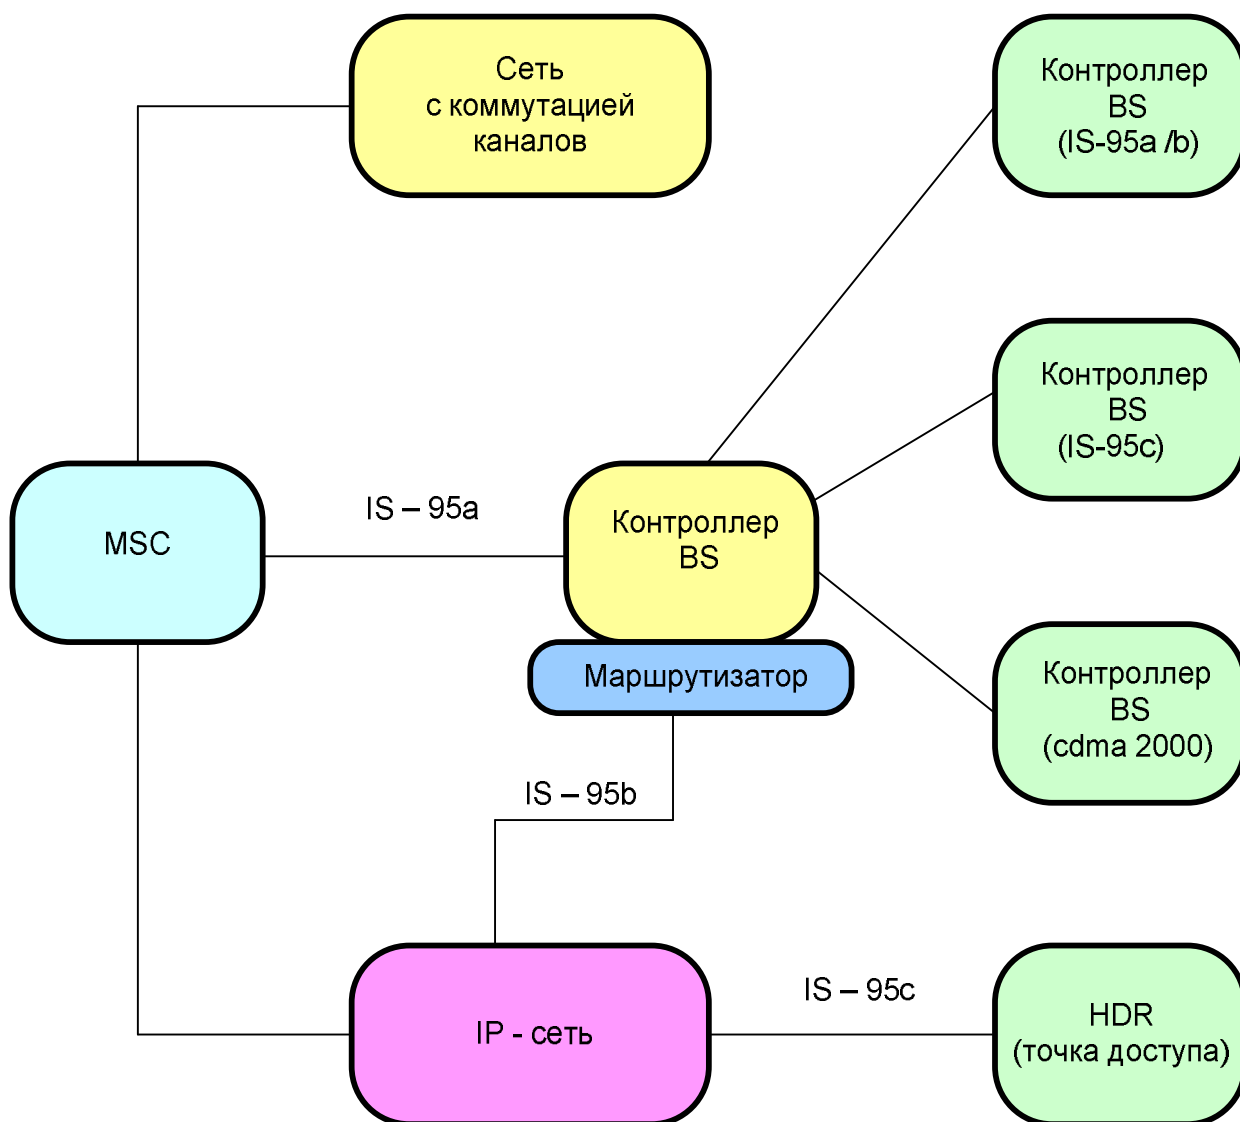 Сеть
с коммутацией
каналов
Контроллер
BS
(IS-95a /b)
Контроллер
BS
(IS-95c)
MSC
IS – 95a
Контроллер
BS
Маршрутизатор
Контроллер
BS
(cdma 2000)
IS – 95b
IP - сеть
IS – 95c
HDR
(точка доступа)